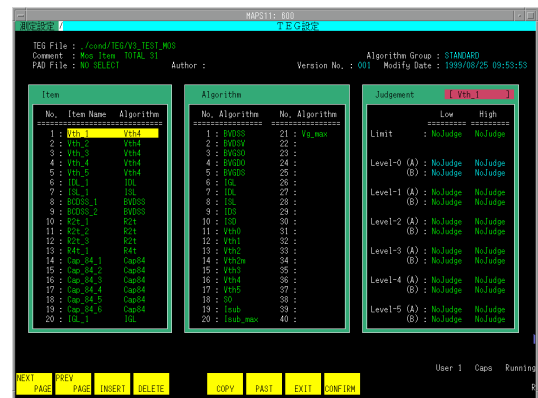 MAPS11: 600
測定設定 / TEG設定
TEG File : ./cond/TEG/V3_TEST_MOS
Comment : Mos Item TOTAL 31 Algorithm Group : STANDARD
PAD File : NO SELECT Author : Version No. : 001 Modify Date : 1999/08/25 09:53:53
Item
No. Item Name Algorithm
1 : Vth_1 Vth4
2 : Vth_2 Vth4
3 : Vth_3 Vth4
4 : Vth_4 Vth4
5 : Vth_5 Vth4
6 : IDL_1 IDL
7 : ISL_1 ISL
8 : BCDSS_1 BVDSS
9 : BCDSS_2 BVDSS
10 : R2t_1 R2t
11 : R2t_2 R2t
12 : R2t_3 R2t
13 : R4t_1 R4t
14 : Cap_84_1 Cap84
15 : Cap_84_2 Cap84
16 : Cap_84_3 Cap84
17 : Cap_84_4 Cap84
18 : Cap_84_5 Cap84
19 : Cap_84_6 Cap84
20 : IGL_1 IGL
Algorithm
No. Algorithm No. Algorithm
1 : BVDSS 21 : Vg_max
2 : BVDSV 22 :
3 : BVGSO 23 :
4 : BVGDO 24 :
5 : BVGDS 25 :
6 : IGL 26 :
7 : IDL 27 :
8 : ISL 28 :
9 : IDS 29 :
10 : ISD 30 :
11 : Vth0 31 :
12 : Vth1 32 :
13 : Vth2 33 :
14 : Vth2m 34 :
15 : Vth3 35 :
16 : Vth4 36 :
17 : Vth5 37 :
18 : S0 38 :
19 : Isub 39 :
20 : Isub_max 40 :
Judgement [ Vth_1 ]
Low High
Limit : NoJudge NoJudge
Level-0 (A) : NoJudge NoJudge
(B) : NoJudge NoJudge
Level-1 (A) : NoJudge NoJudge
(B) : NoJudge NoJudge
Level-2 (A) : NoJudge NoJudge
(B) : NoJudge NoJudge
Level-3 (A) : NoJudge NoJudge
(B) : NoJudge NoJudge
Level-4 (A) : NoJudge NoJudge
(B) : NoJudge NoJudge
Level-5 (A) : NoJudge NoJudge
(B) : NoJudge NoJudge
User 1 Caps Running
NEXT PAGE PREV PAGE INSERT DELETE COPY PAST EXIT CONFIRM
R